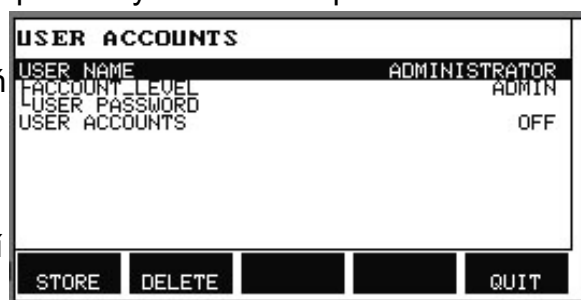 USER ACCOUNTS
USER NAME ADMINISTRATOR
ACCOUNT LEVEL ADMIN
USER PASSWORD
USER ACCOUNTS OFF
STORE DELETE QUIT